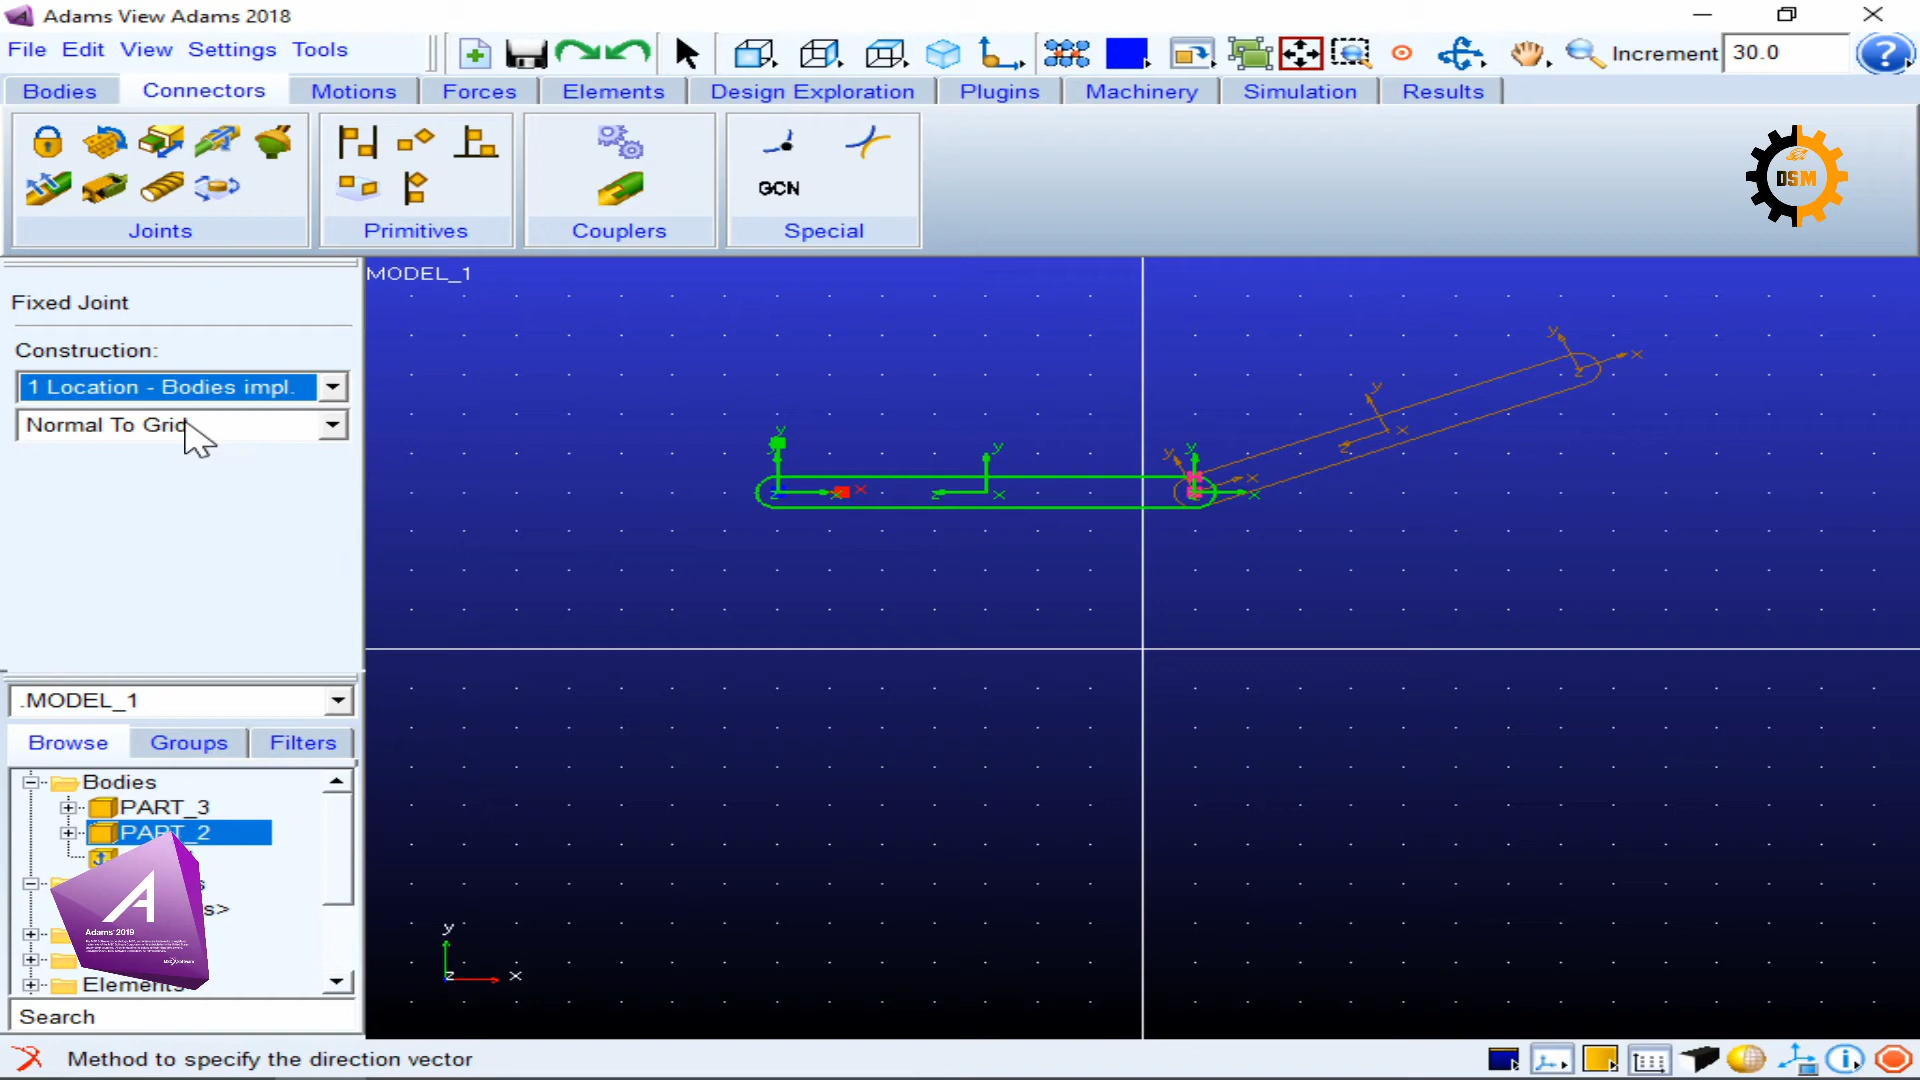 Adams View Adams 2018
File Edit View Settings Tools
Increment 30.0
Bodies Connectors Motions Forces Elements Design Exploration Plugins Machinery Simulation Results
GCN
DSM
Joints Primitives Couplers Special
MODEL_1
Fixed Joint
Construction:
1 Location - Bodies impl.
Normal To Grid
y x
y x z
y x z
y z x
y x
y z x
y x
.MODEL_1
Browse Groups Filters
Bodies
PART_3
PART_2
s
s>
A
Adams 2019
Elements
y
z x
Search
Method to specify the direction vector